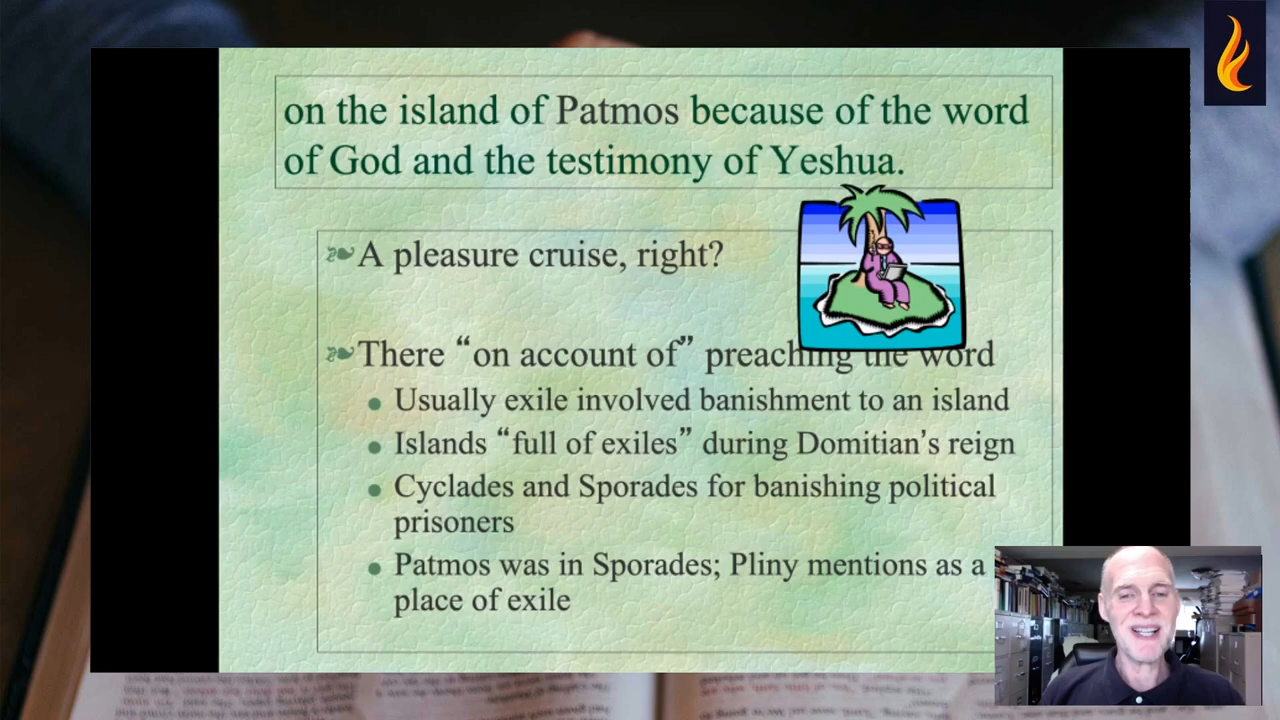 on the island of Patmos because of the word
of God and the testimony of Yeshua.
A pleasure cruise, right?
There “on account of” preaching the word
Usually exile involved banishment to an island
Islands “full of exiles” during Domitian’s reign
Cyclades and Sporades for banishing political
prisoners
Patmos was in Sporades; Pliny mentions as a
place of exile